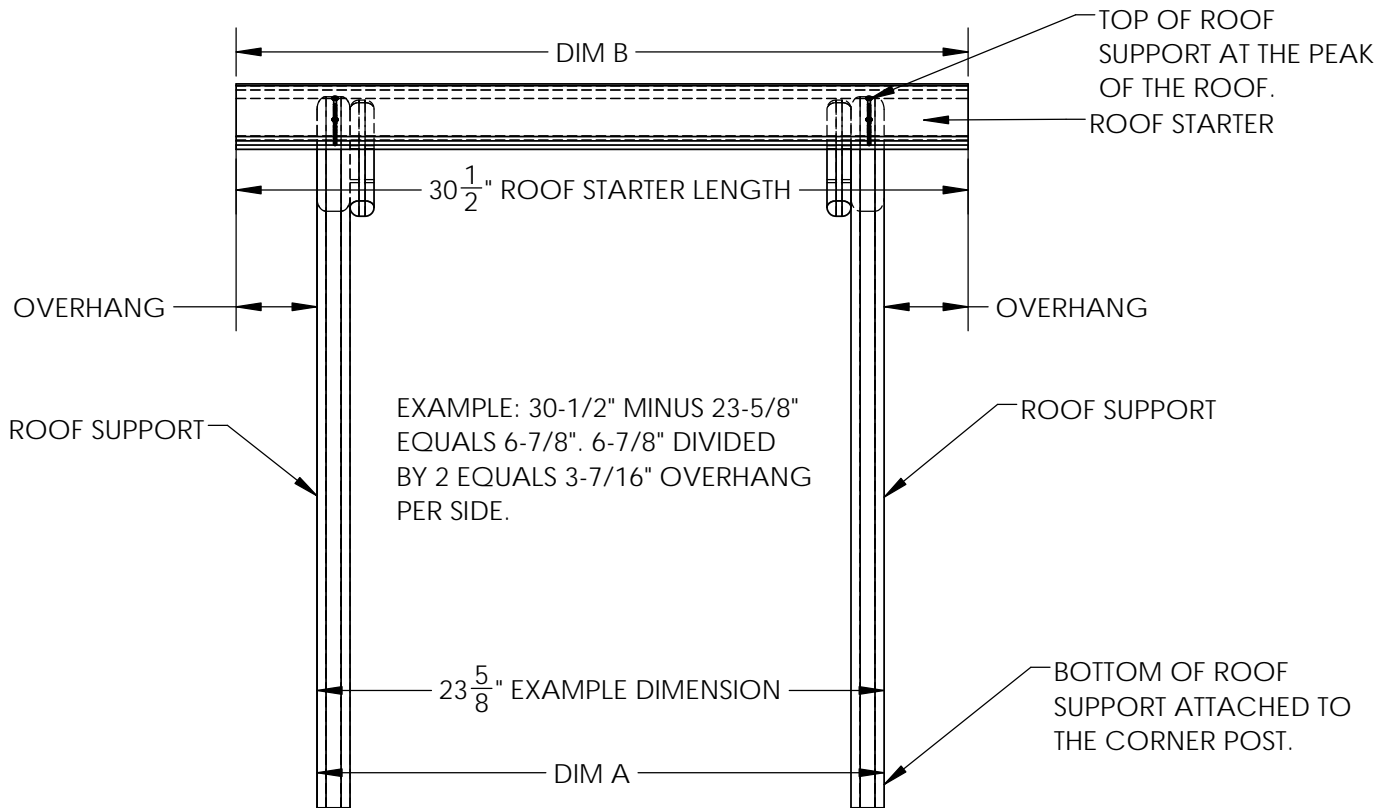 DIM B
TOP OF ROOF
SUPPORT AT THE PEAK
OF THE ROOF.
ROOF STARTER
30 1/2" ROOF STARTER LENGTH
OVERHANG
OVERHANG
EXAMPLE: 30-1/2" MINUS 23-5/8"
EQUALS 6-7/8". 6-7/8" DIVIDED
BY 2 EQUALS 3-7/16" OVERHANG
PER SIDE.
ROOF SUPPORT
ROOF SUPPORT
23 5/8" EXAMPLE DIMENSION
BOTTOM OF ROOF
SUPPORT ATTACHED TO
THE CORNER POST.
DIM A